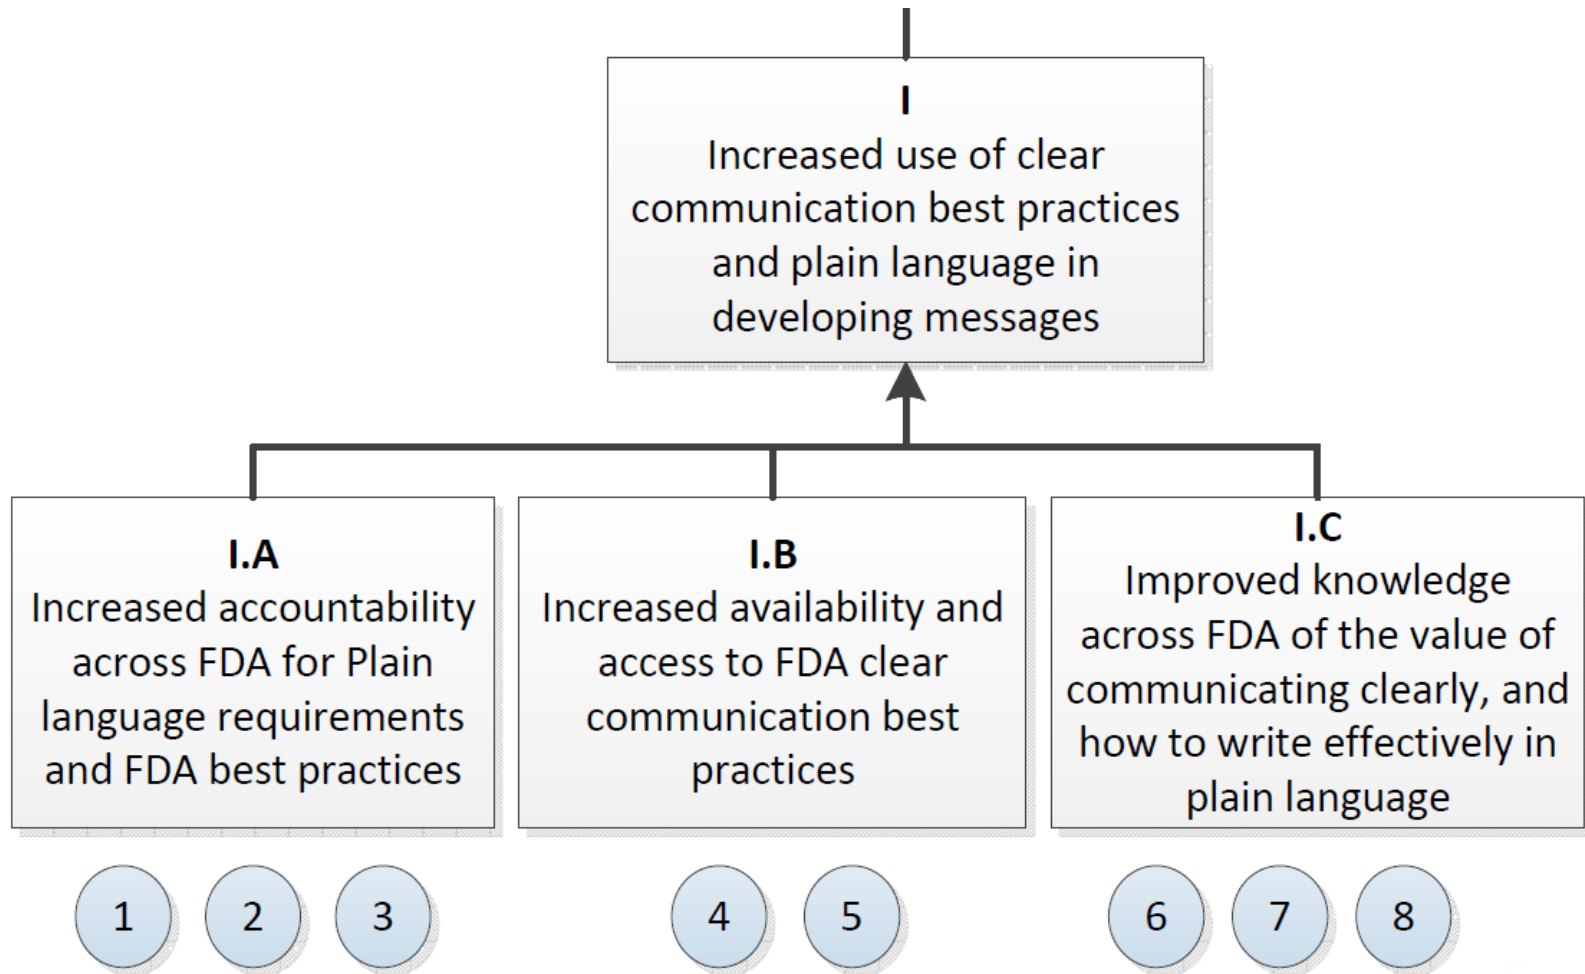 I
Increased use of clear
communication best practices
and plain language in
developing messages
I.A
Increased accountability
across FDA for Plain
language requirements
and FDA best practices
I.B
Increased availability and
access to FDA clear
communication best
practices
I.C
Improved knowledge
across FDA of the value of
communicating clearly, and
how to write effectively in
plain language
1 2 3 4 5 6 7 8